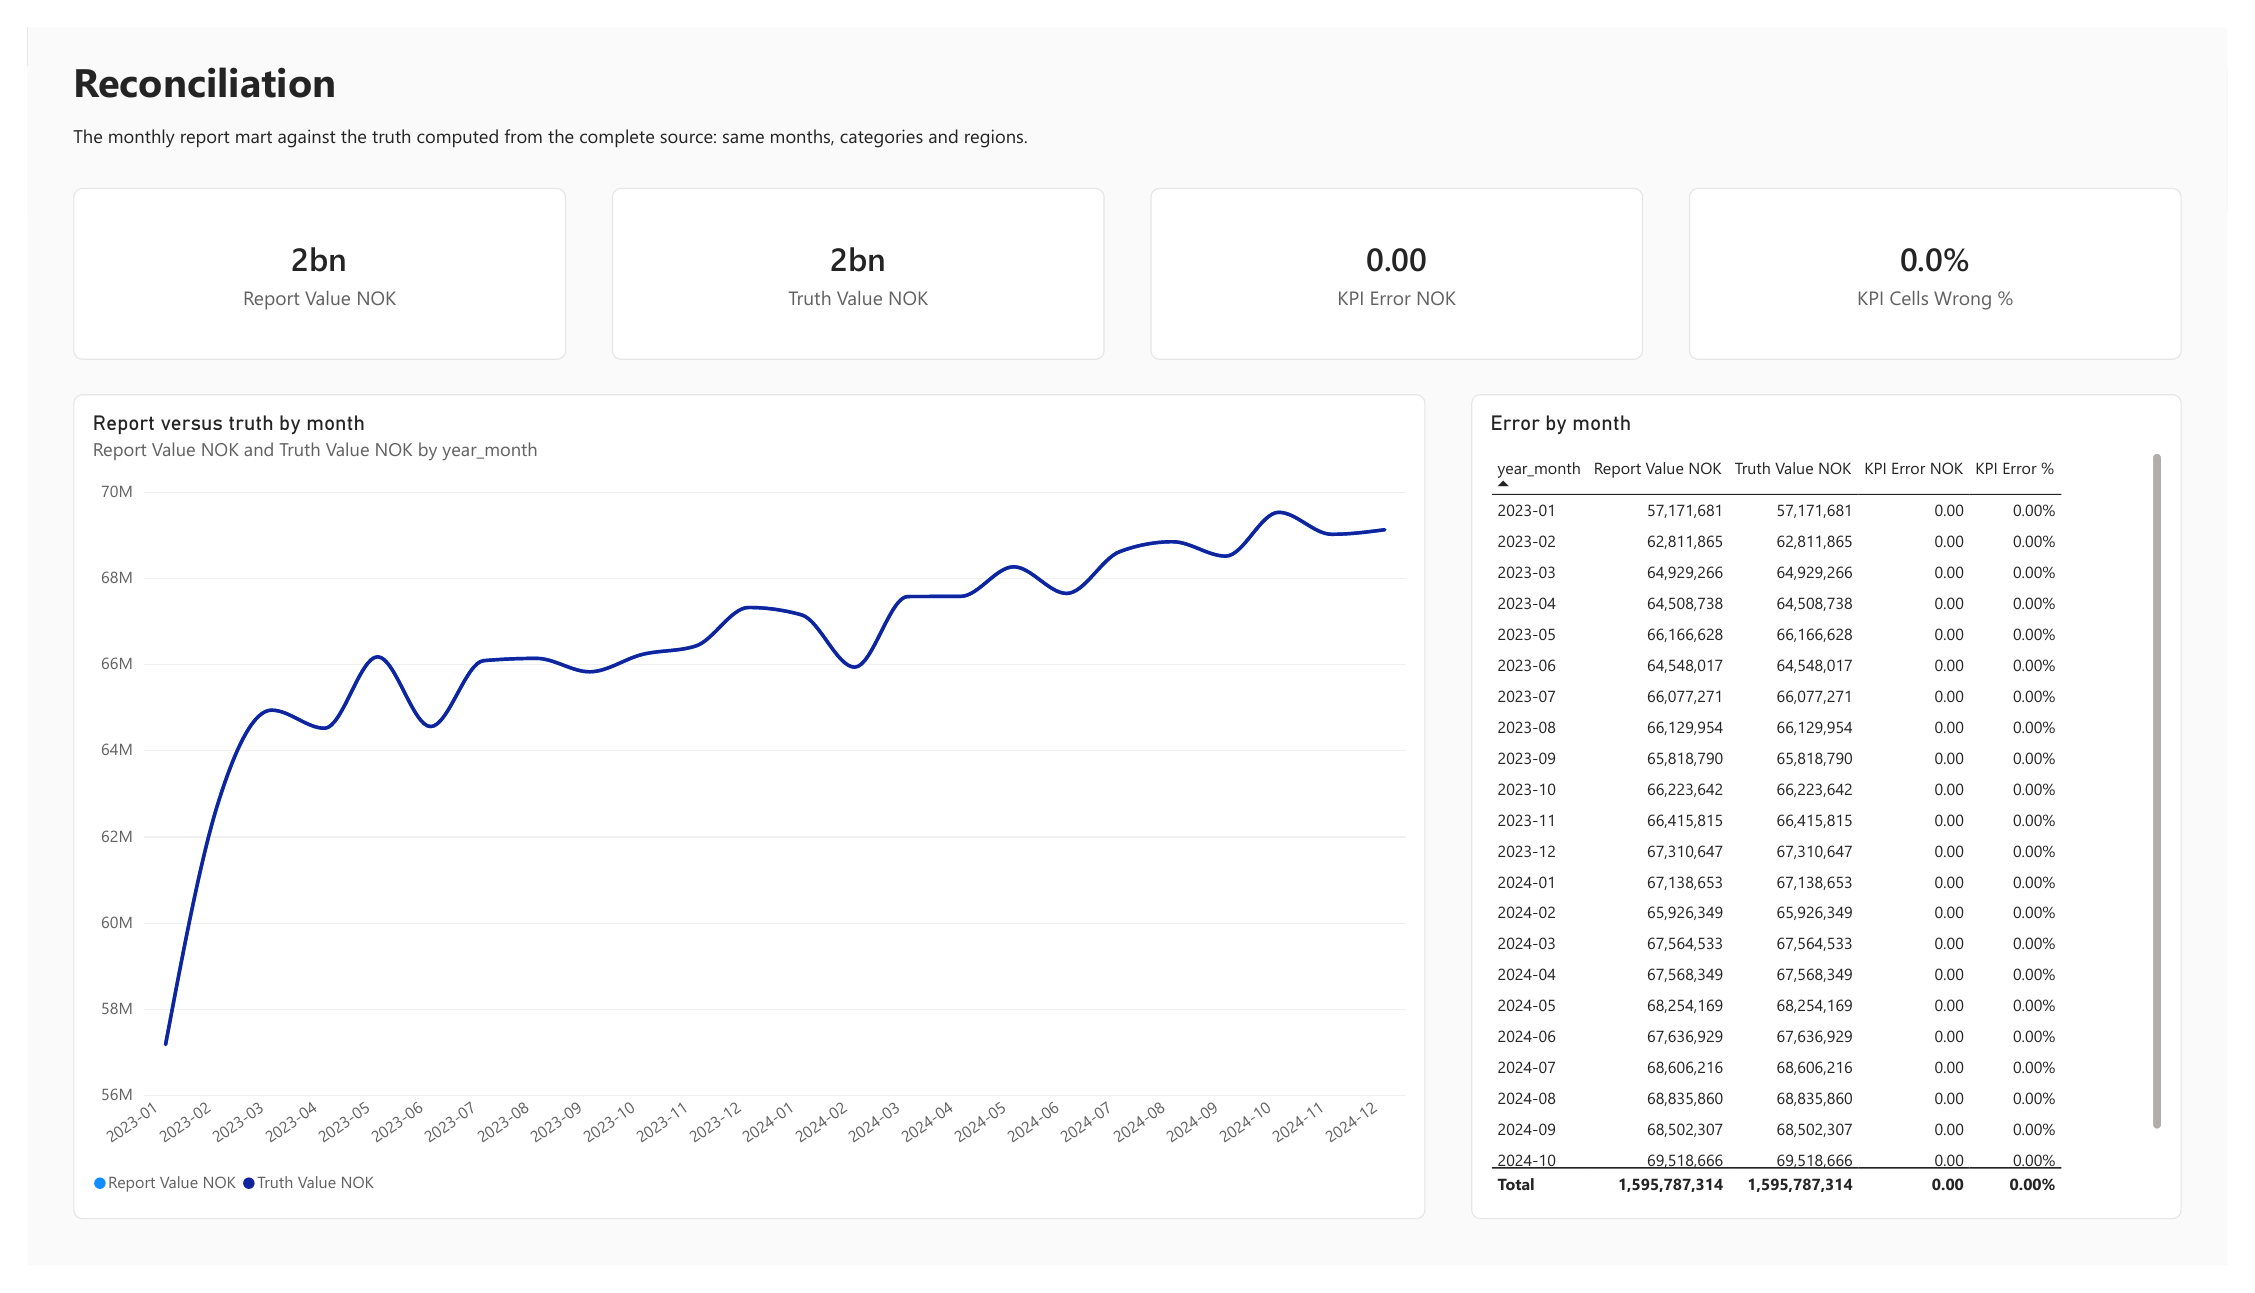 Reconciliation
The monthly report mart against the truth computed from the complete source: same months, categories and regions.
2bn
Report Value NOK
2bn
Truth Value NOK
0.00
KPI Error NOK
0.0%
KPI Cells Wrong %
Report versus truth by month
Report Value NOK and Truth Value NOK by year_month
70M
68M
66M
64M
62M
60M
58M
56M
2023-01 2023-02 2023-03 2023-04 2023-05 2023-06 2023-07 2023-08 2023-09 2023-10 2023-11 2023-12 2024-01 2024-02 2024-03 2024-04 2024-05 2024-06 2024-07 2024-08 2024-09 2024-10 2024-11 2024-12
Report Value NOK Truth Value NOK
Error by month
year_month Report Value NOK Truth Value NOK KPI Error NOK KPI Error %
2023-01 57,171,681 57,171,681 0.00 0.00%
2023-02 62,811,865 62,811,865 0.00 0.00%
2023-03 64,929,266 64,929,266 0.00 0.00%
2023-04 64,508,738 64,508,738 0.00 0.00%
2023-05 66,166,628 66,166,628 0.00 0.00%
2023-06 64,548,017 64,548,017 0.00 0.00%
2023-07 66,077,271 66,077,271 0.00 0.00%
2023-08 66,129,954 66,129,954 0.00 0.00%
2023-09 65,818,790 65,818,790 0.00 0.00%
2023-10 66,223,642 66,223,642 0.00 0.00%
2023-11 66,415,815 66,415,815 0.00 0.00%
2023-12 67,310,647 67,310,647 0.00 0.00%
2024-01 67,138,653 67,138,653 0.00 0.00%
2024-02 65,926,349 65,926,349 0.00 0.00%
2024-03 67,564,533 67,564,533 0.00 0.00%
2024-04 67,568,349 67,568,349 0.00 0.00%
2024-05 68,254,169 68,254,169 0.00 0.00%
2024-06 67,636,929 67,636,929 0.00 0.00%
2024-07 68,606,216 68,606,216 0.00 0.00%
2024-08 68,835,860 68,835,860 0.00 0.00%
2024-09 68,502,307 68,502,307 0.00 0.00%
2024-10 69,518,666 69,518,666 0.00 0.00%
Total 1,595,787,314 1,595,787,314 0.00 0.00%